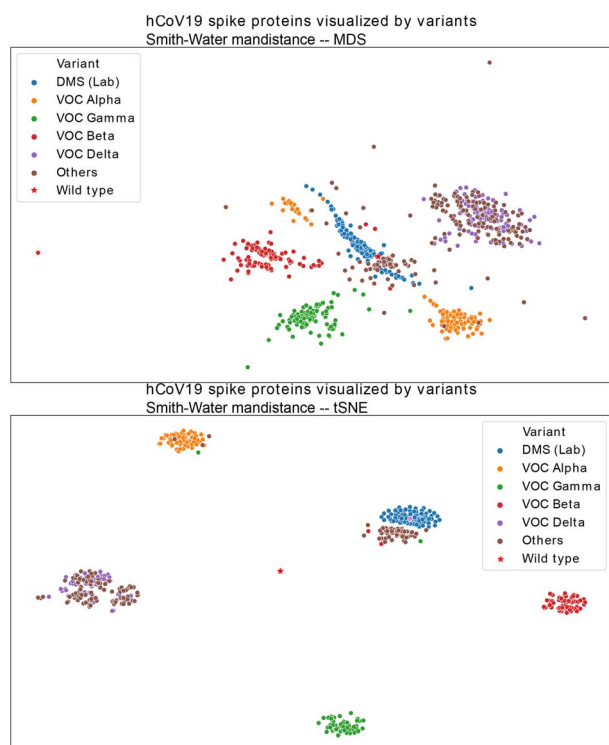 hCoV19 spike proteins visualized by variants
Smith-Water mandistance -- MDS
Variant
DMS (Lab)
VOC Alpha
VOC Gamma
VOC Beta
VOC Delta
Others
Wild type
hCoV19 spike proteins visualized by variants
Smith-Water mandistance -- tSNE
Variant
DMS (Lab)
VOC Alpha
VOC Gamma
VOC Beta
VOC Delta
Others
Wild type